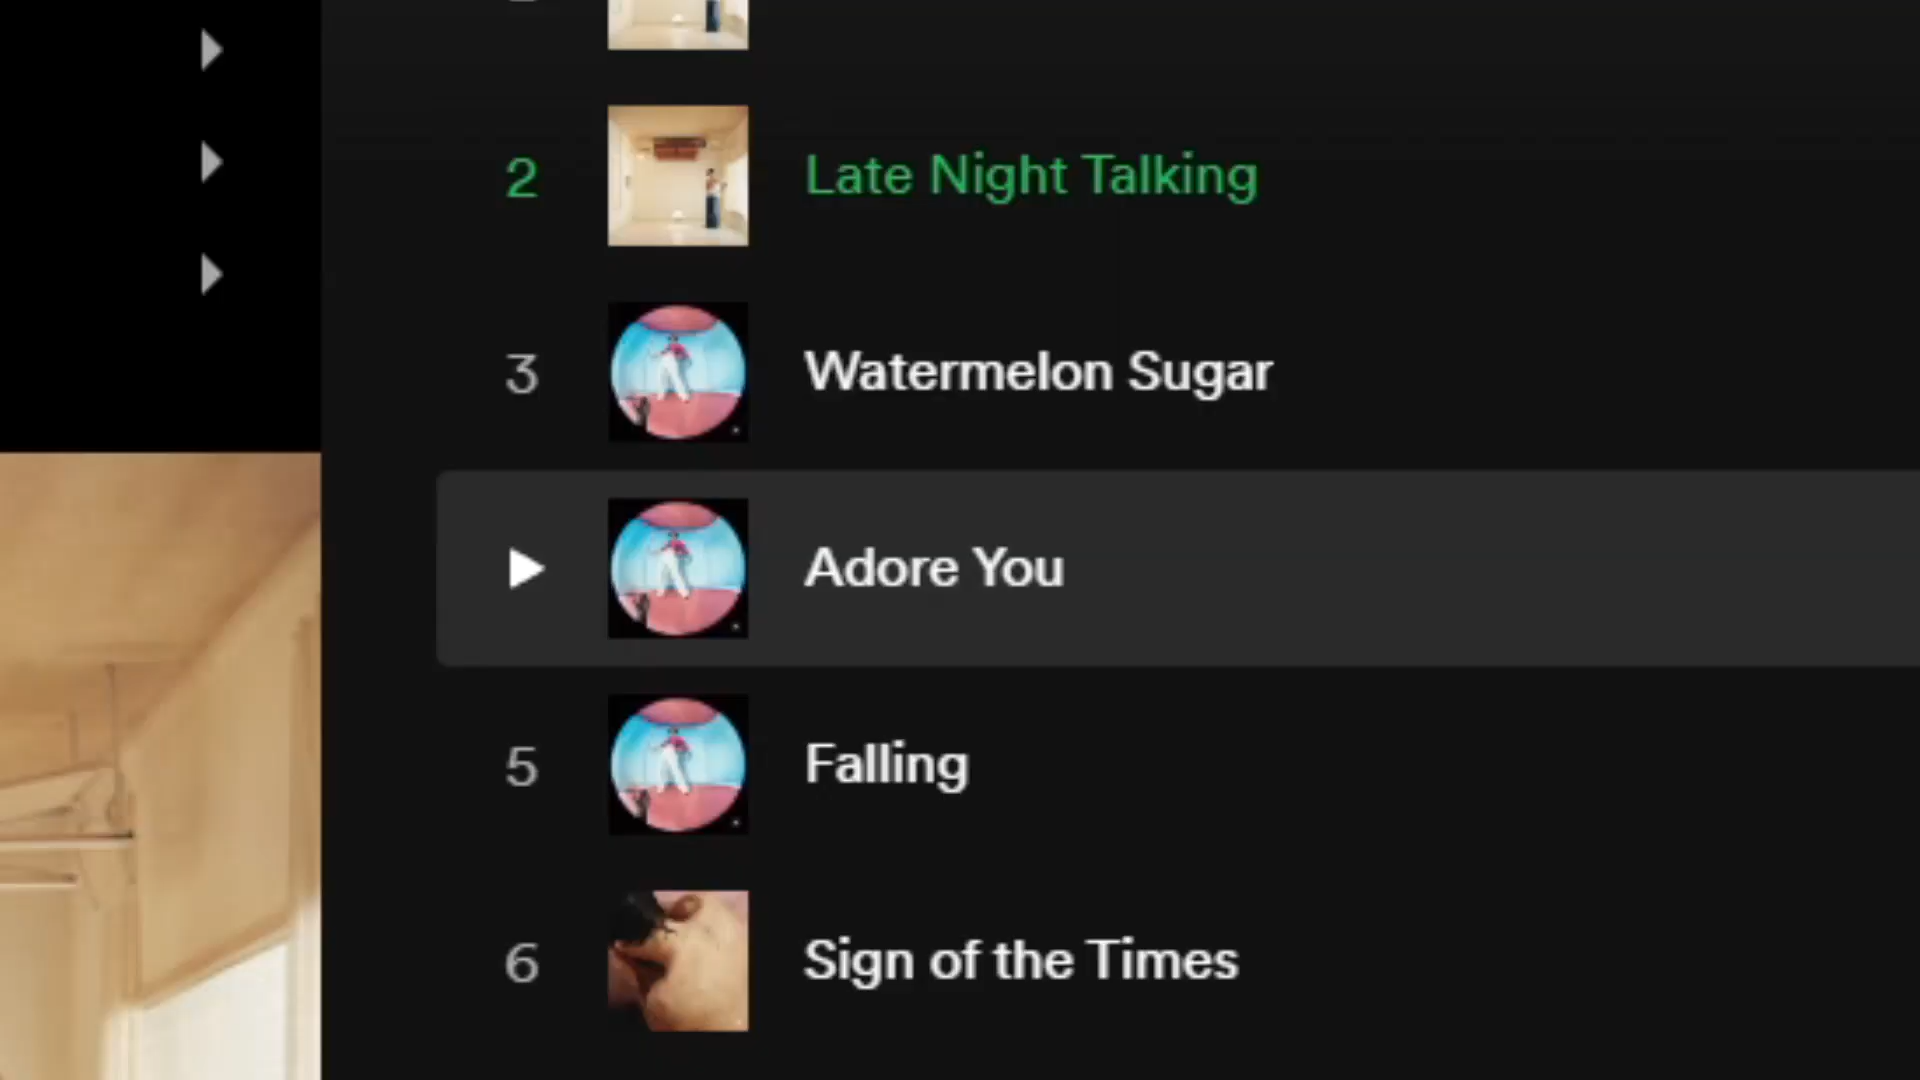 2 Late Night Talking
3 Watermelon Sugar
Adore You
5 Falling
6 Sign of the Times